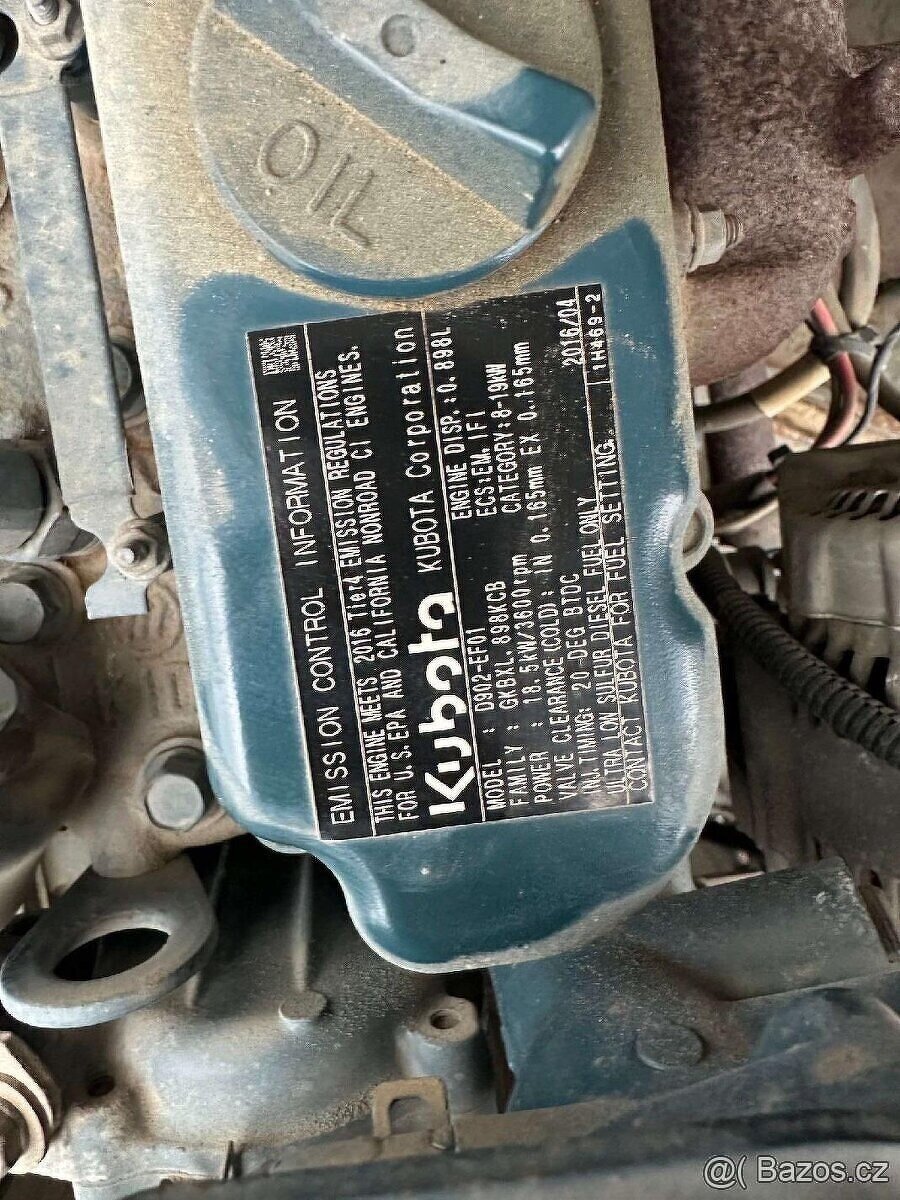 OIL
EMISSION CONTROL INFORMATION
THIS ENGINE MEETS 2016 Tier4 EMISSION REGULATIONS
FOR U.S. EPA AND CALIFORNIA NONROAD CI ENGINES.
Kubota KUBOTA Corporation
MODEL : D902-EF01 ENGINE DISP.: 0.898L
FAMILY : GKBXL.898KCB ECS:EM, IFI
POWER : 18.5kW/3600rpm CATEGORY:8-19kW
VALVE CLEARANCE(COLD): IN 0.165mm EX 0.165mm
INJ.TIMING: 20 DEG BTDC 2016/04
ULTRA LOW SULFUR DIESEL FUEL ONLY
CONTACT KUBOTA FOR FUEL SETTING. 1H469-2
@( Bazos.cz